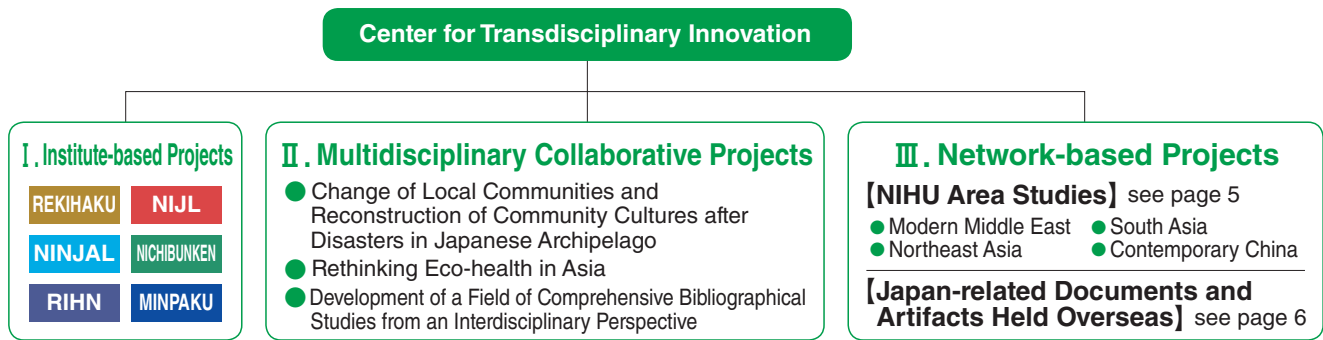 Center for Transdisciplinary Innovation
Ⅰ. Institute-based Projects
REKIHAKU
NIJL
NINJAL
NICHIBUNKEN
RIHN
MINPAKU
Ⅱ. Multidisciplinary Collaborative Projects
● Change of Local Communities and
Reconstruction of Community Cultures after
Disasters in Japanese Archipelago
● Rethinking Eco-health in Asia
● Development of a Field of Comprehensive Bibliographical
Studies from an Interdisciplinary Perspective
Ⅲ. Network-based Projects
【NIHU Area Studies】 see page 5
● Modern Middle East ● South Asia
● Northeast Asia ● Contemporary China
【Japan-related Documents and
Artifacts Held Overseas】 see page 6